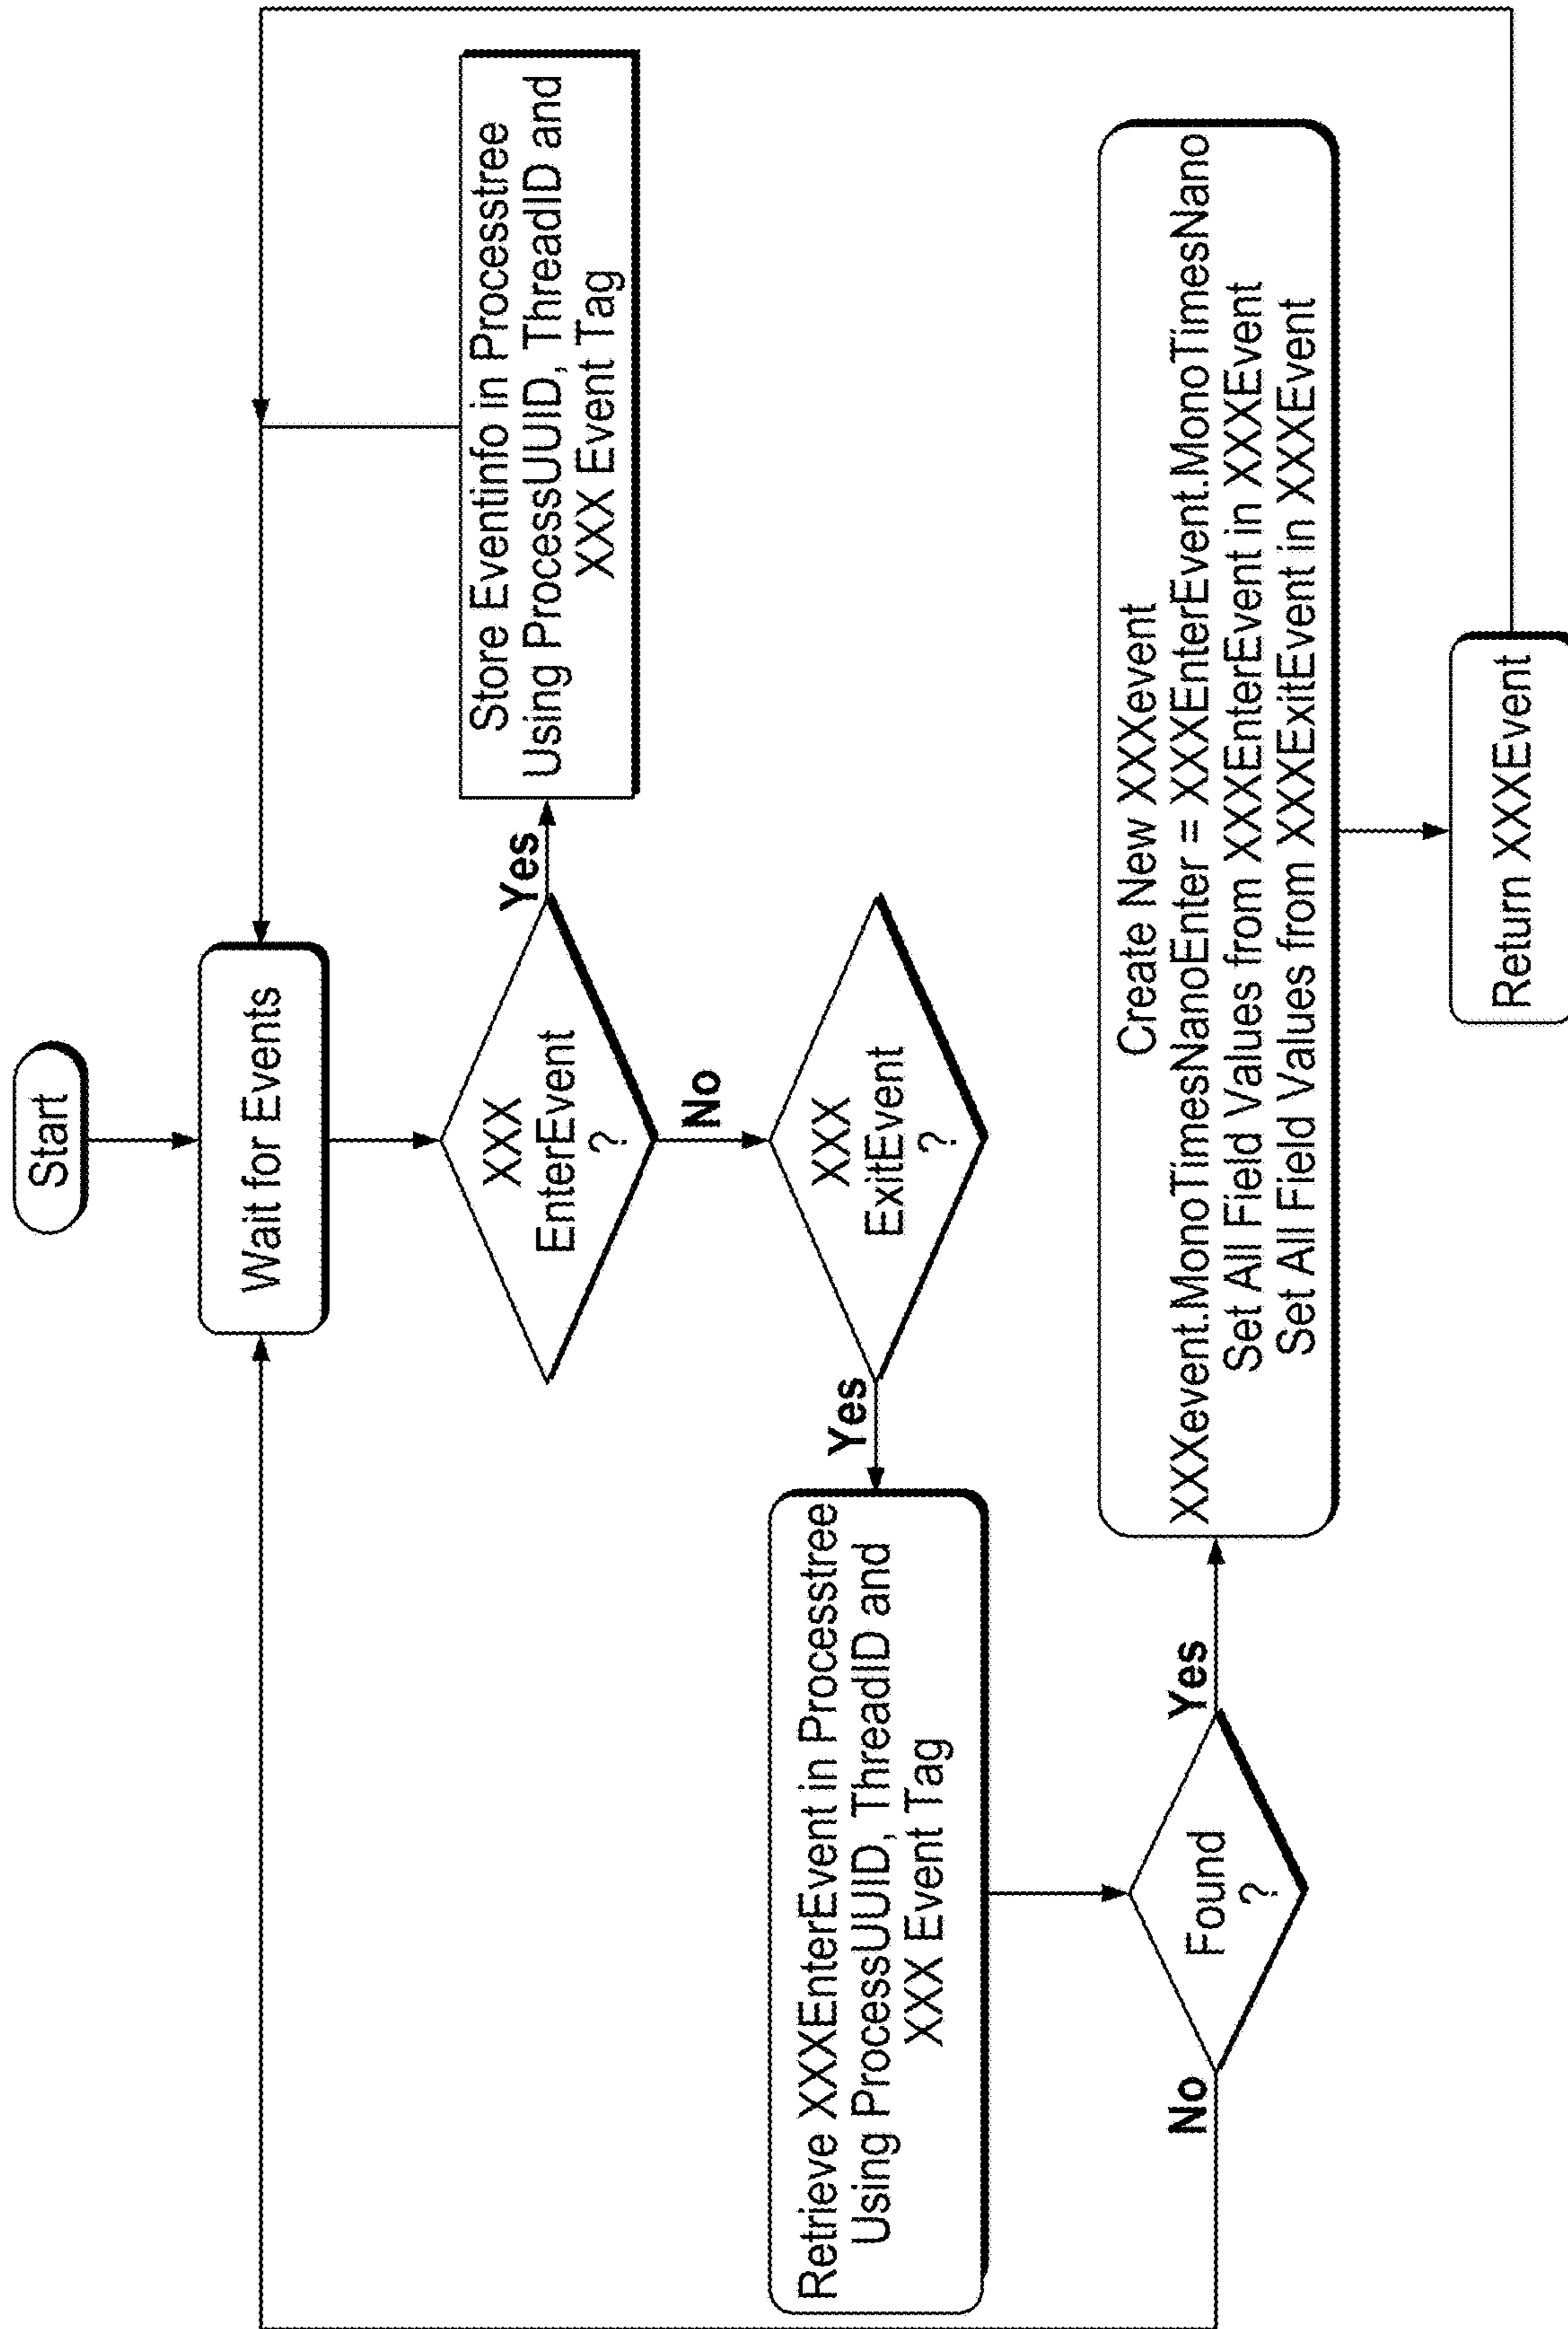 Start
Wait for Events
XXX
EnterEvent
?
Yes
Store Eventinfo in Processtree
Using ProcessUUID, ThreadID and
XXX Event Tag
No
XXX
ExitEvent
?
Yes
Retrieve XXXEnterEvent in Processtree
Using ProcessUUID, ThreadID and
XXX Event Tag
Found
?
No
Yes
Create New XXXevent
XXXevent.MonoTimesNanoEnter = XXXEnterEvent.MonoTimesNano
Set All Field Values from XXXEnterEvent in XXXEvent
Set All Field Values from XXXExitEvent in XXXEvent
Return XXXEvent